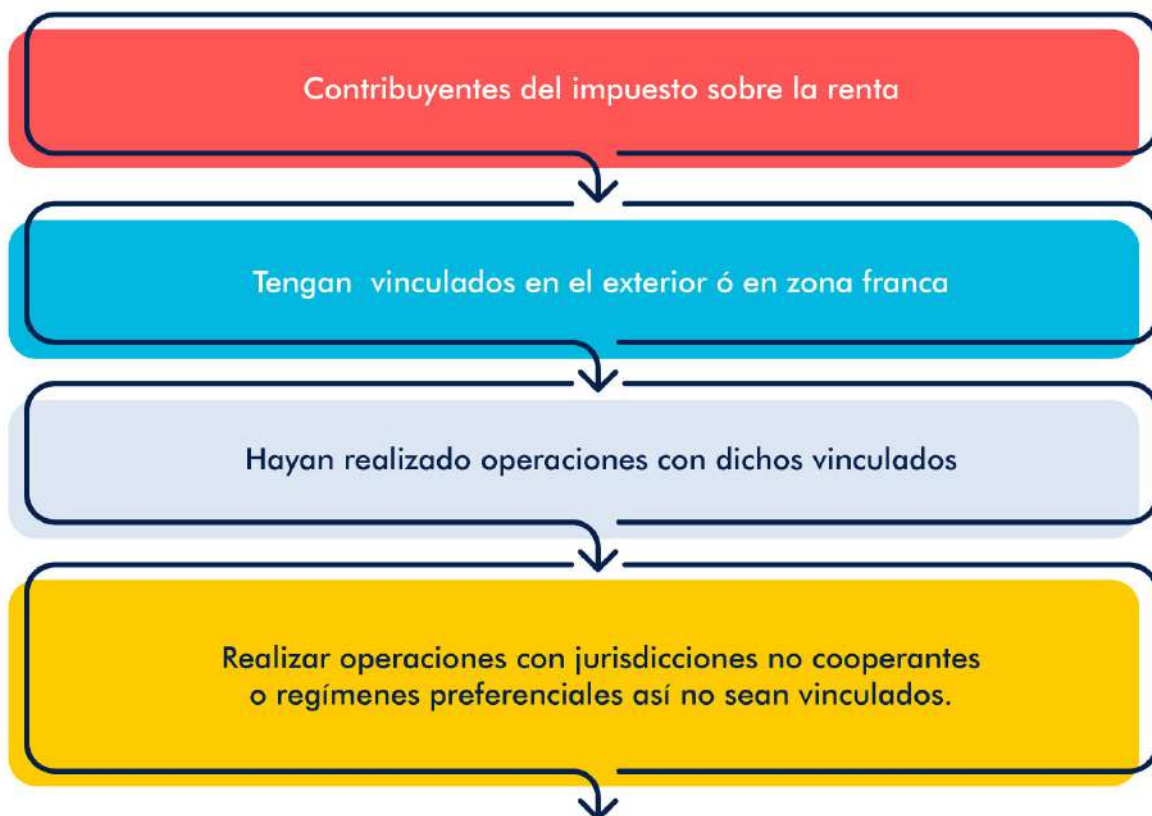 Contribuyentes del impuesto sobre la renta
Tengan vinculados en el exterior ó en zona franca
Hayan realizado operaciones con dichos vinculados
Realizar operaciones con jurisdicciones no cooperantes
o regímenes preferenciales así no sean vinculados.